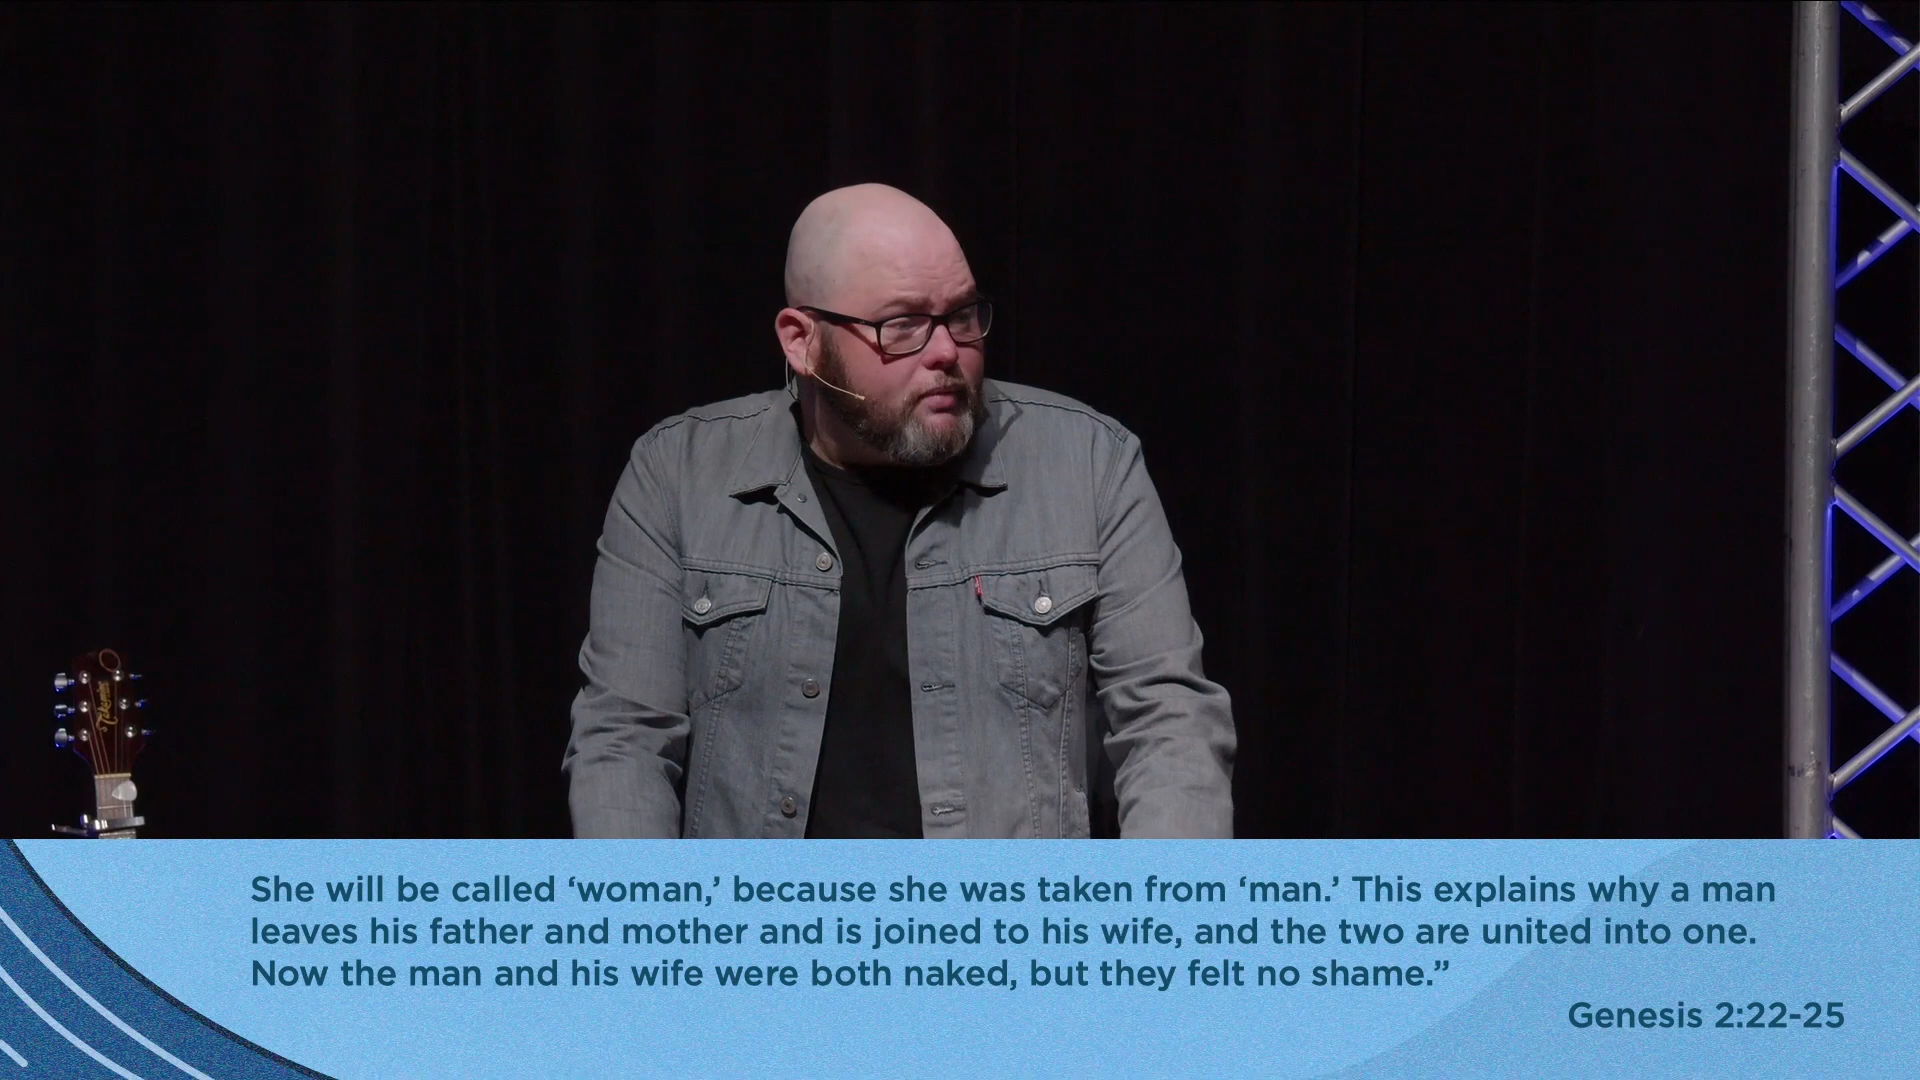 Takamine
She will be called ‘woman,’ because she was taken from ‘man.’ This explains why a man
leaves his father and mother and is joined to his wife, and the two are united into one.
Now the man and his wife were both naked, but they felt no shame.”
Genesis 2:22-25